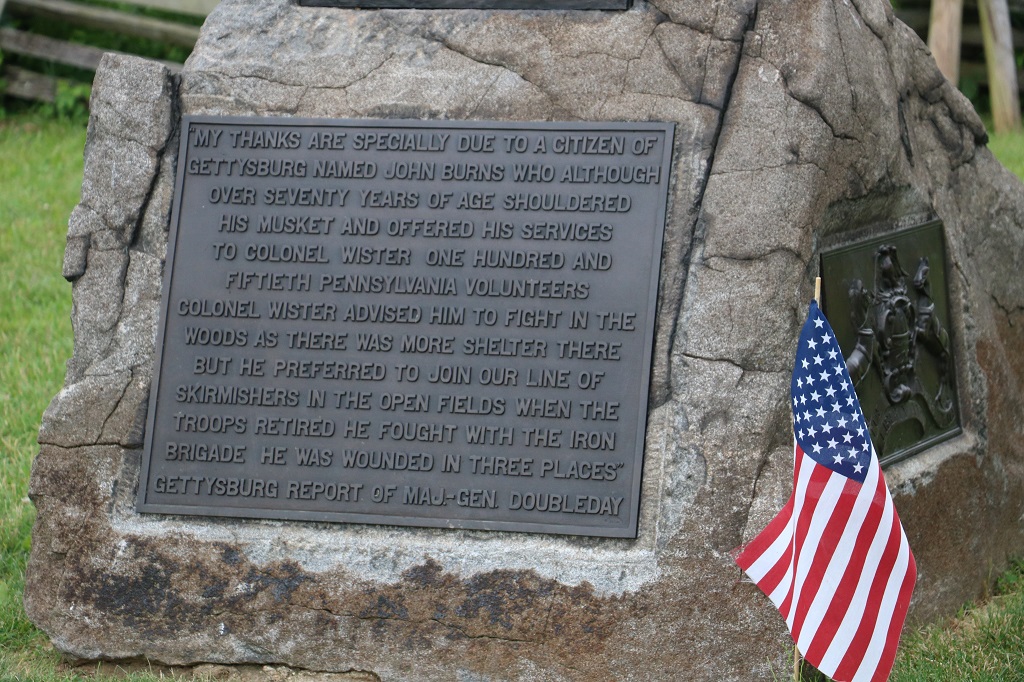 "MY THANKS ARE SPECIALLY DUE TO A CITIZEN OF
GETTYSBURG NAMED JOHN BURNS WHO ALTHOUGH
OVER SEVENTY YEARS OF AGE SHOULDERED
HIS MUSKET AND OFFERED HIS SERVICES
TO COLONEL WISTER ONE HUNDRED AND
FIFTIETH PENNSYLVANIA VOLUNTEERS
COLONEL WISTER ADVISED HIM TO FIGHT IN THE
WOODS AS THERE WAS MORE SHELTER THERE
BUT HE PREFERRED TO JOIN OUR LINE OF
SKIRMISHERS IN THE OPEN FIELDS WHEN THE
TROOPS RETIRED HE FOUGHT WITH THE IRON
BRIGADE HE WAS WOUNDED IN THREE PLACES"
GETTYSBURG REPORT OF MAJ-GEN. DOUBLEDAY